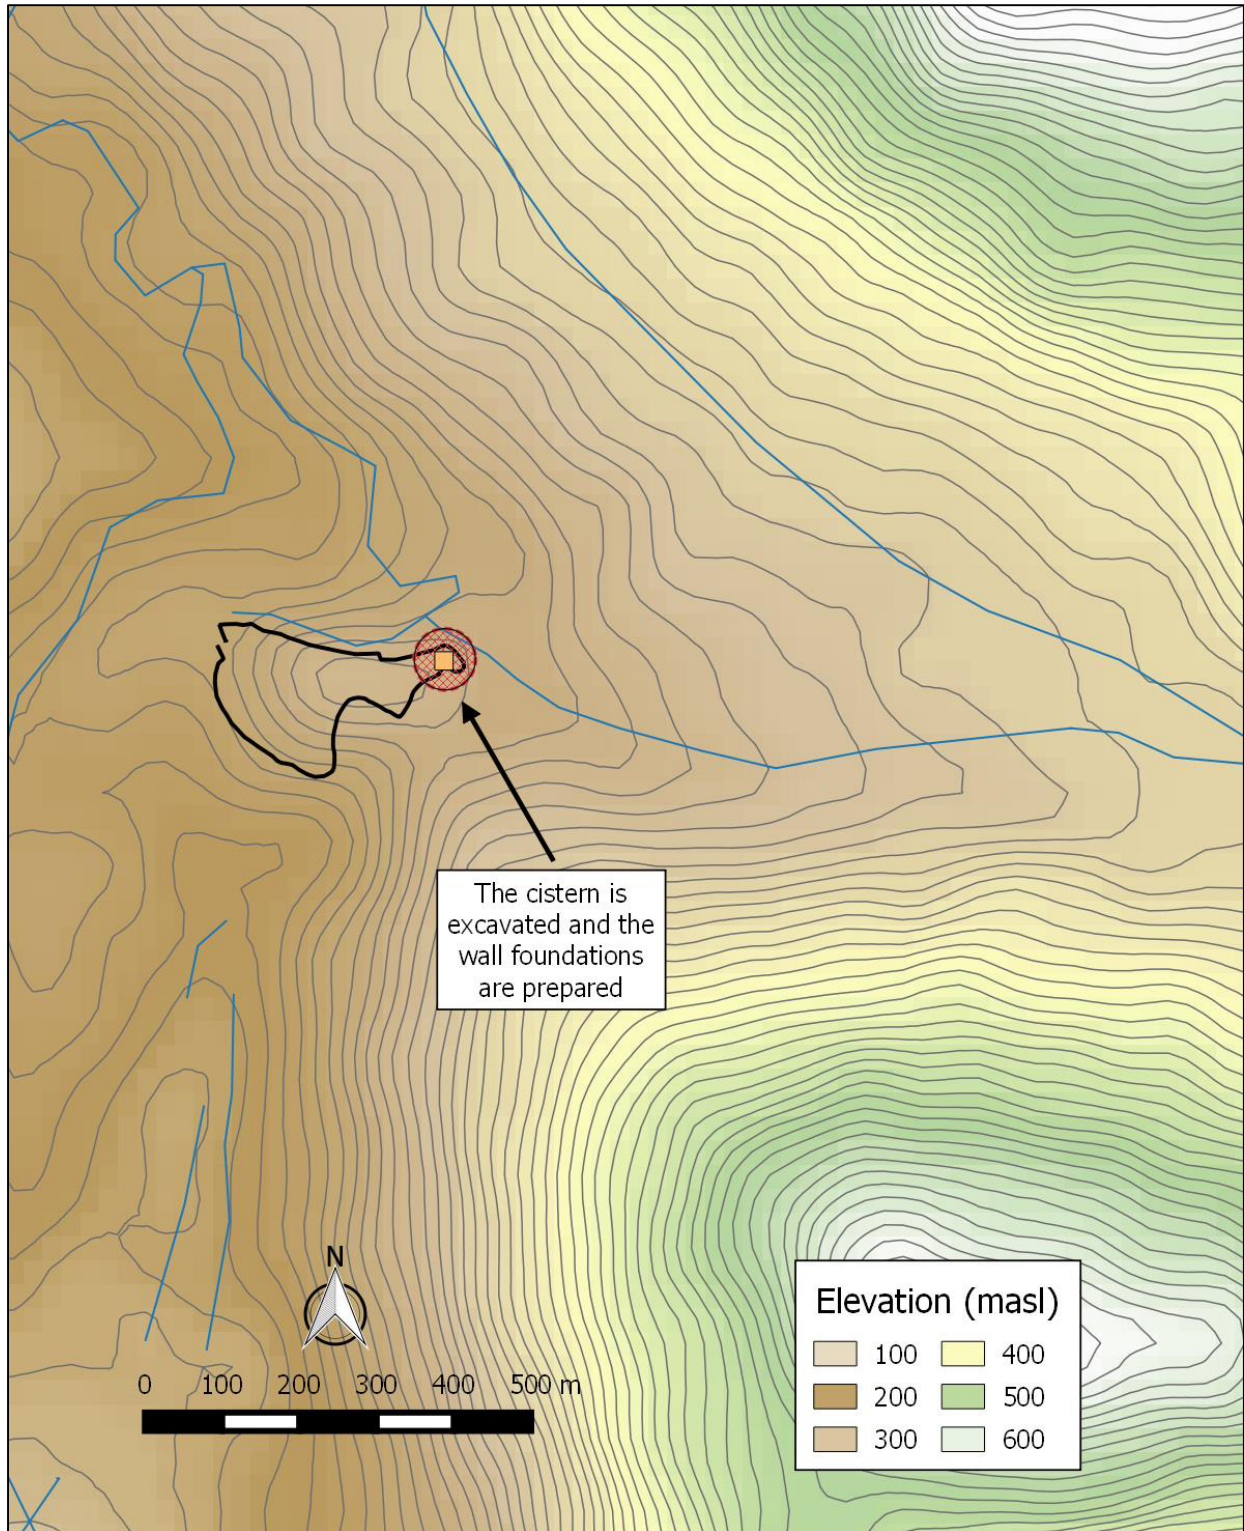 The cistern is
excavated and the
wall foundations
are prepared
N
0 100 200 300 400 500 m
Elevation (masl)
100 400
200 500
300 600